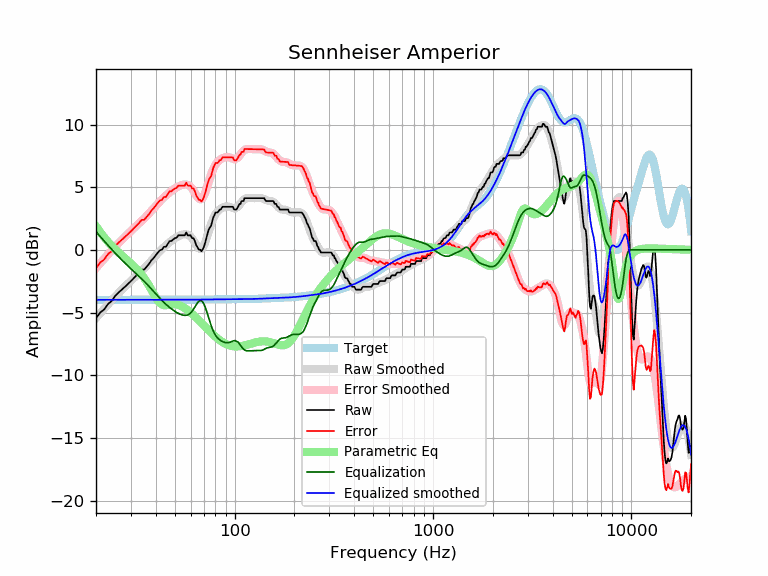 Sennheiser Amperior
Amplitude (dBr)
10
5
0
−5
−10
−15
−20
Target
Raw Smoothed
Error Smoothed
Raw
Error
Parametric Eq
Equalization
Equalized smoothed
100
1000
10000
Frequency (Hz)